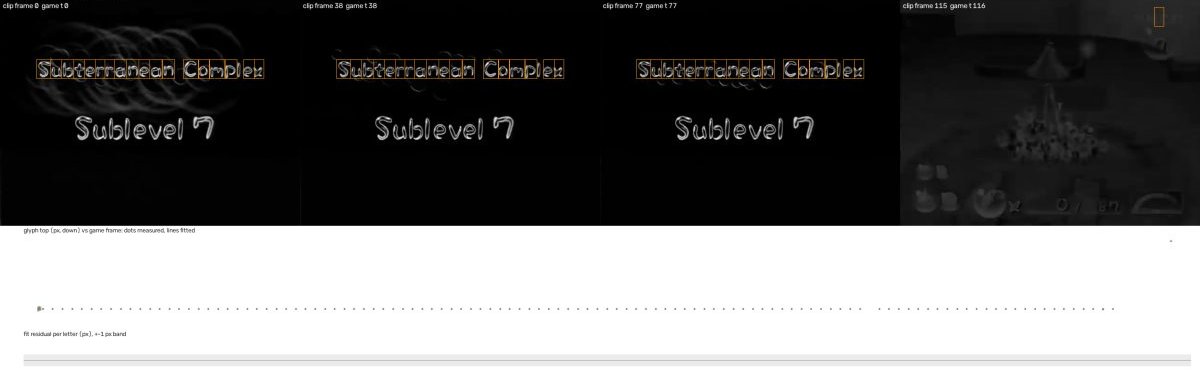 clip frame 0 game t 0
clip frame 38 game t 38
clip frame 77 game t 77
clip frame 115 game t 116
Subterranean Complex
Subterranean Complex
Subterranean Complex
Sublevel 7
Sublevel 7
Sublevel 7
glyph top (px, down) vs game frame: dots measured, lines fitted
fit residual per letter (px), +-1 px band